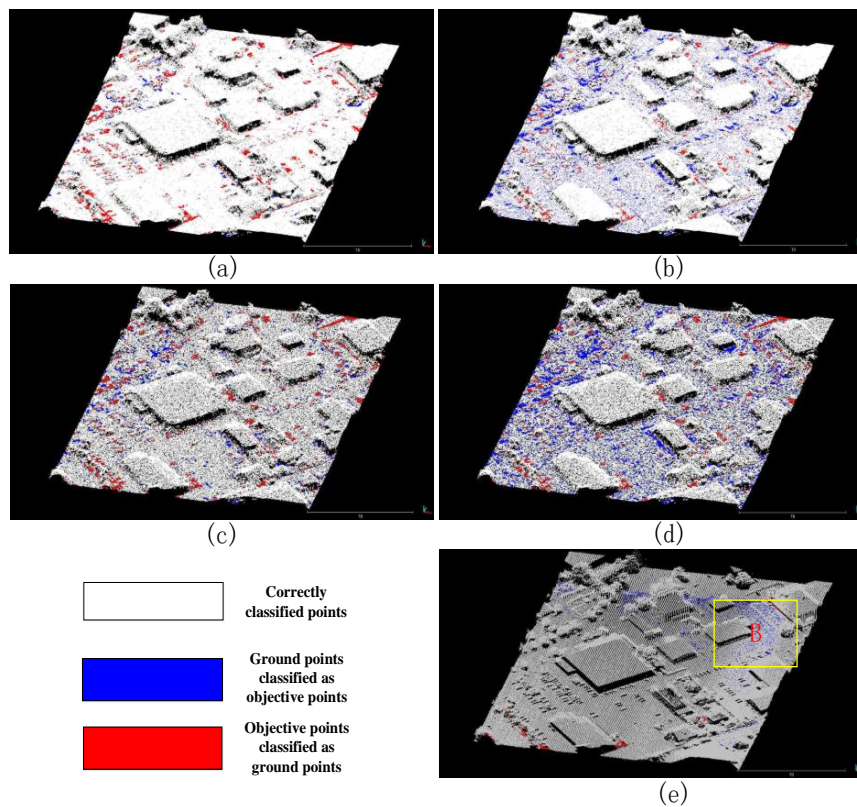 (a)
(b)
(c)
(d)
Correctly
classified points
Ground points
classified as
objective points
Objective points
classified as
ground points
B
(e)